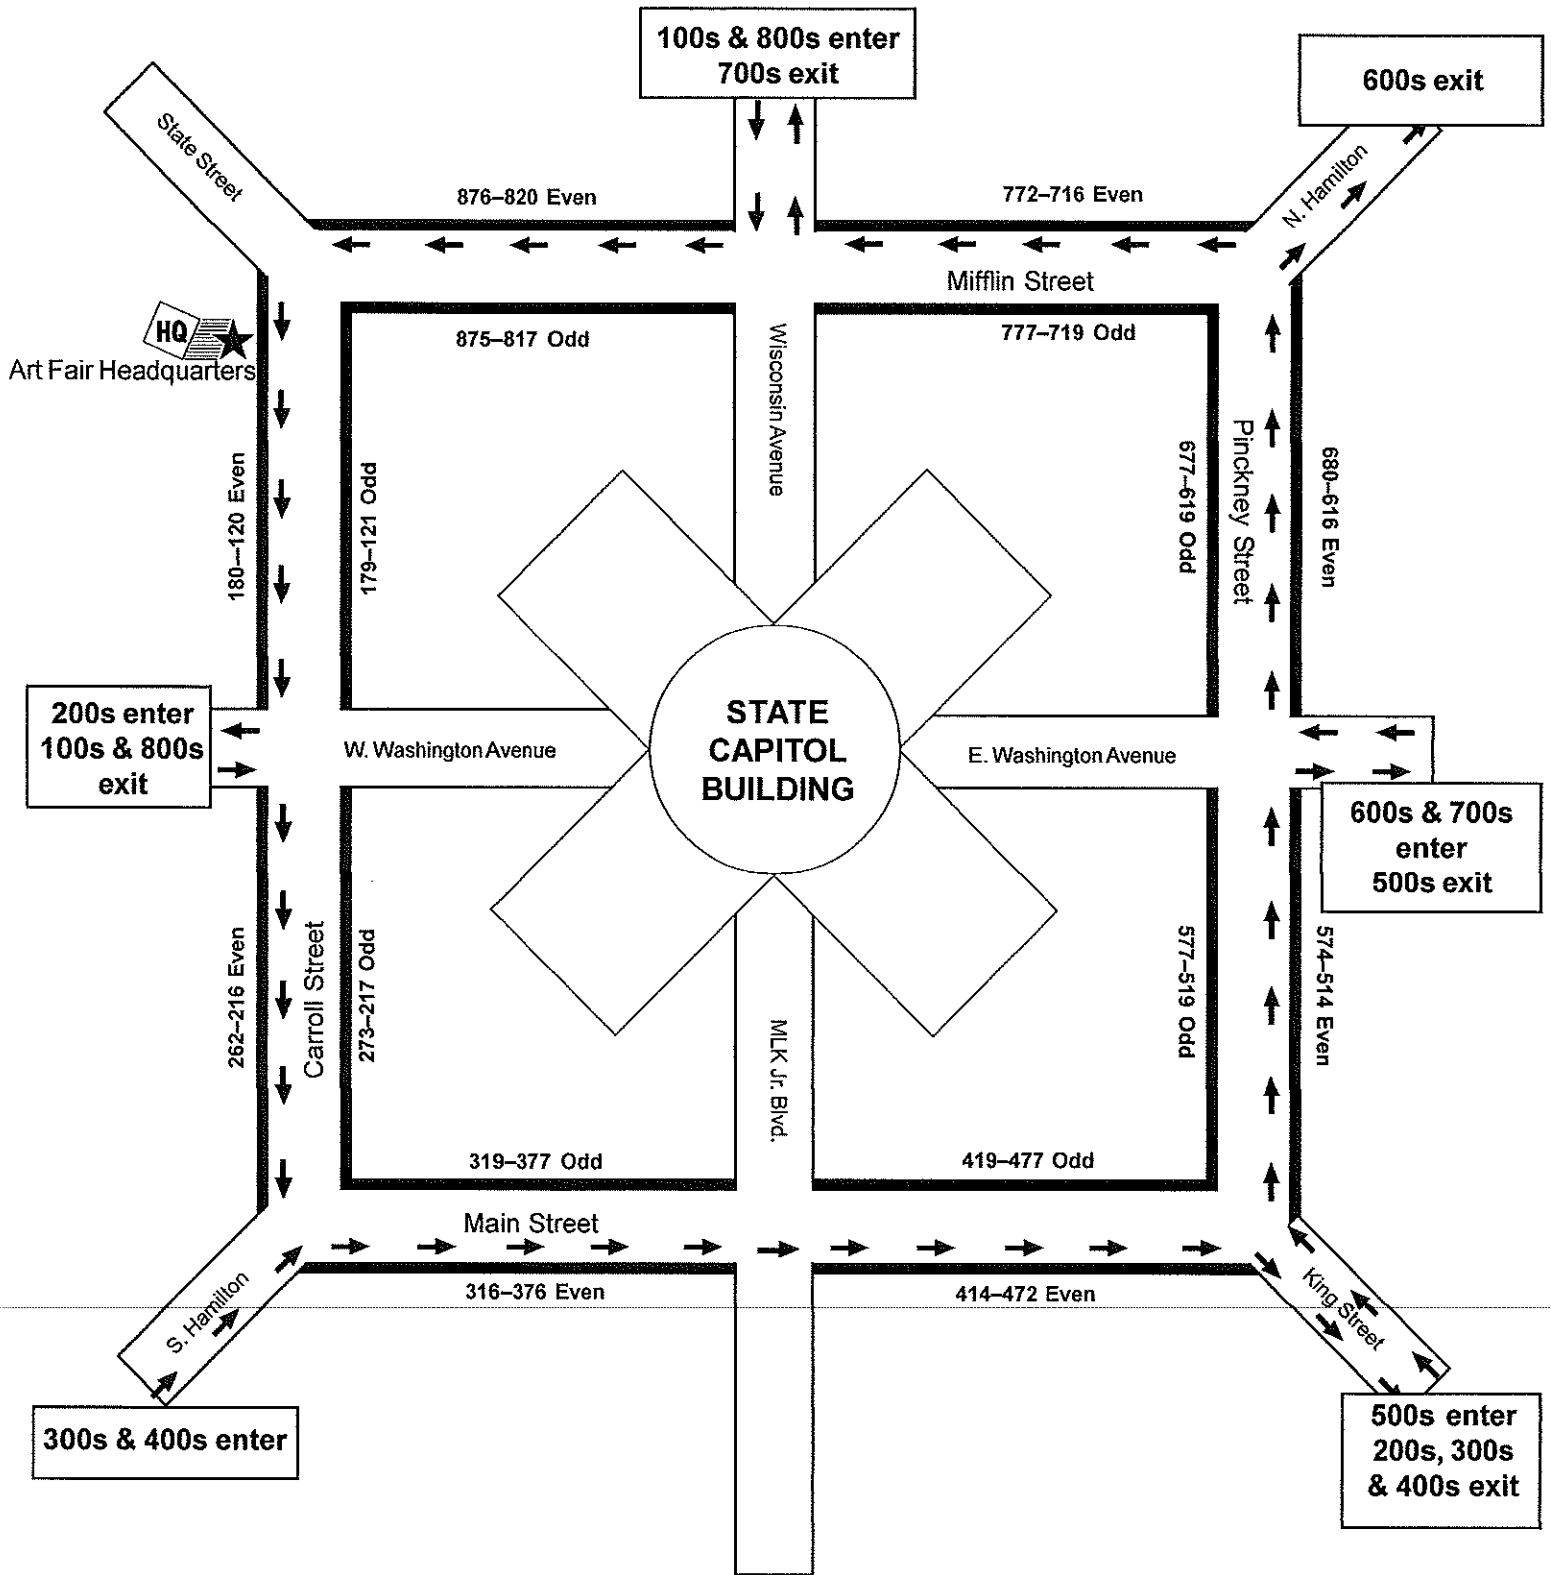 100s & 800s enter
700s exit
600s exit
State Street
N. Hamilton
876–820 Even
772–716 Even
Mifflin Street
875–817 Odd
777–719 Odd
HQ
Art Fair Headquarters
Wisconsin Avenue
180–120 Even
179–121 Odd
677–619 Odd
Pinckney Street
680–616 Even
200s enter
100s & 800s
exit
W. Washington Avenue
STATE
CAPITOL
BUILDING
E. Washington Avenue
600s & 700s
enter
500s exit
262–216 Even
Carroll Street
273–217 Odd
MLK Jr. Blvd.
577–519 Odd
574–514 Even
319–377 Odd
419–477 Odd
Main Street
316–376 Even
414–472 Even
S. Hamilton
King Street
300s & 400s enter
500s enter
200s, 300s
& 400s exit